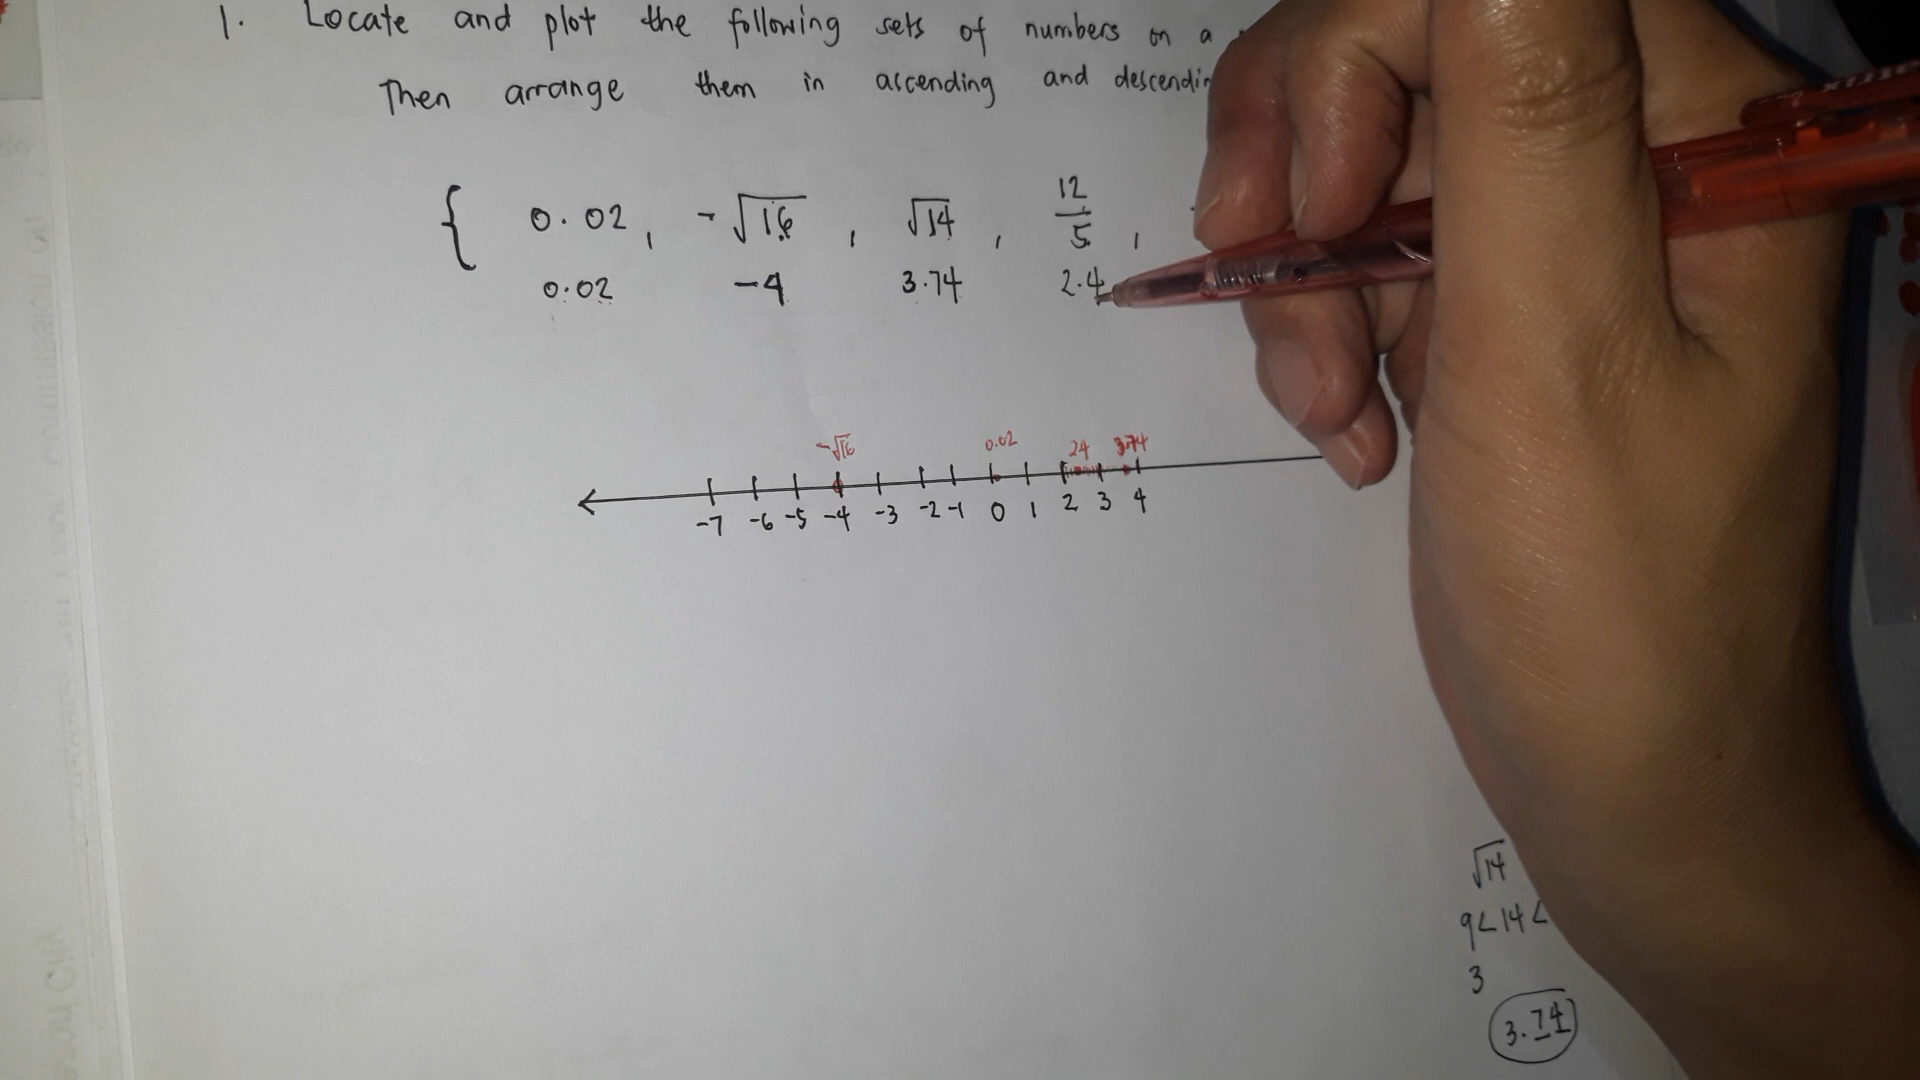 1. Locate and plot the following sets of numbers on a
Then arrange them in ascending and
{ 0.02, -√16, √14, 12/5,
0.02 -4 3.74 2.4
-√16 0.02 2.4 3.74
-7 -6 -5 -4 -3 -2 -1 0 1 2 3 4
√14
9<14<
3
3.74